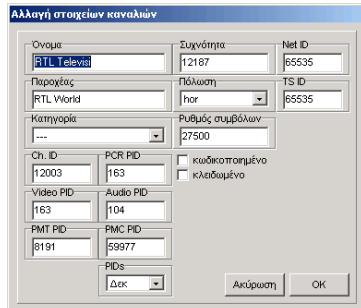 Αλλαγή στοιχείων καναλιών
Όνομα
RTL Televisi
Συχνότητα
12187
Net ID
65535
Παροχέας
RTL World
Πόλωση
hor
TS ID
65535
Κατηγορία
---
Ρυθμός συμβόλων
27500
Ch. ID
12003
PCR PID
163
κωδικοποιημένο
κλειδωμένο
Video PID
163
Audio PID
104
PMT PID
8191
PMC PID
59977
PIDs
Δεκ
Ακύρωση
OK